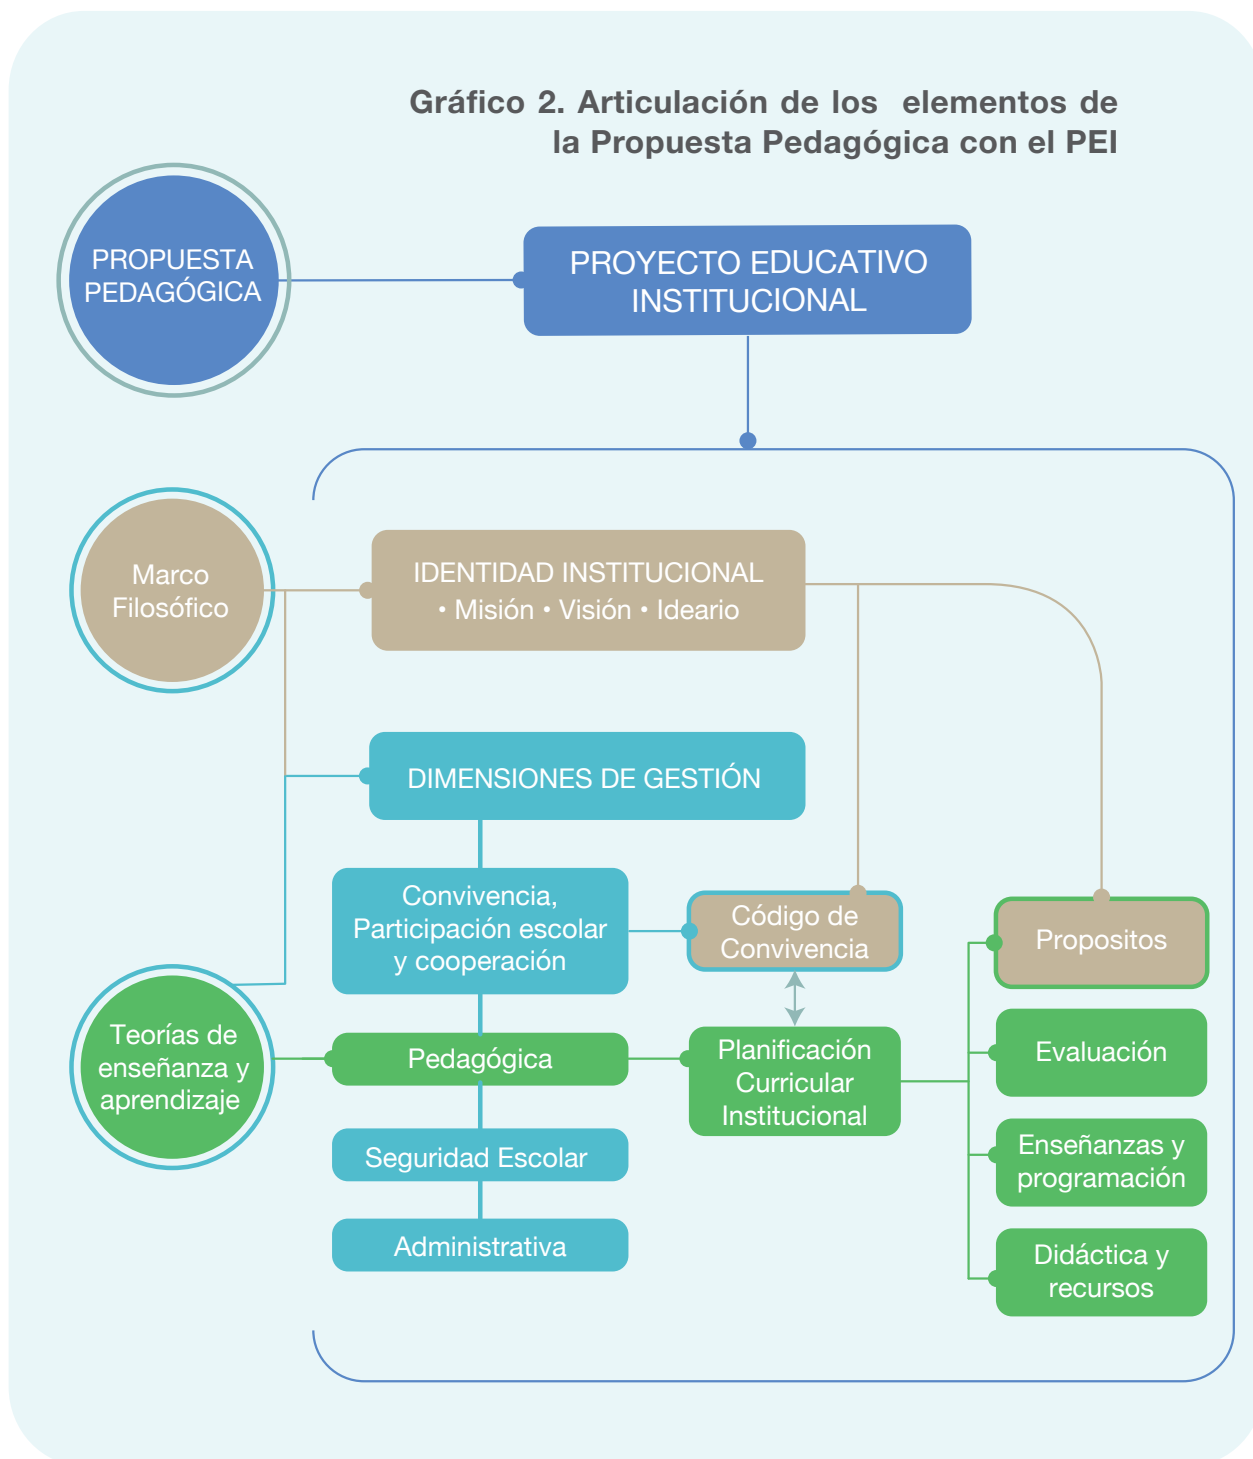 Gráfico 2. Articulación de los elementos de
la Propuesta Pedagógica con el PEI
PROPUESTA
PEDAGÓGICA
PROYECTO EDUCATIVO
INSTITUCIONAL
Marco
Filosófico
IDENTIDAD INSTITUCIONAL
• Misión • Visión • Ideario
DIMENSIONES DE GESTIÓN
Convivencia,
Participación escolar
y cooperación
Código de
Convivencia
Propositos
Teorías de
enseñanza y
aprendizaje
Pedagógica
Planificación
Curricular
Institucional
Evaluación
Seguridad Escolar
Enseñanzas y
programación
Administrativa
Didáctica y
recursos